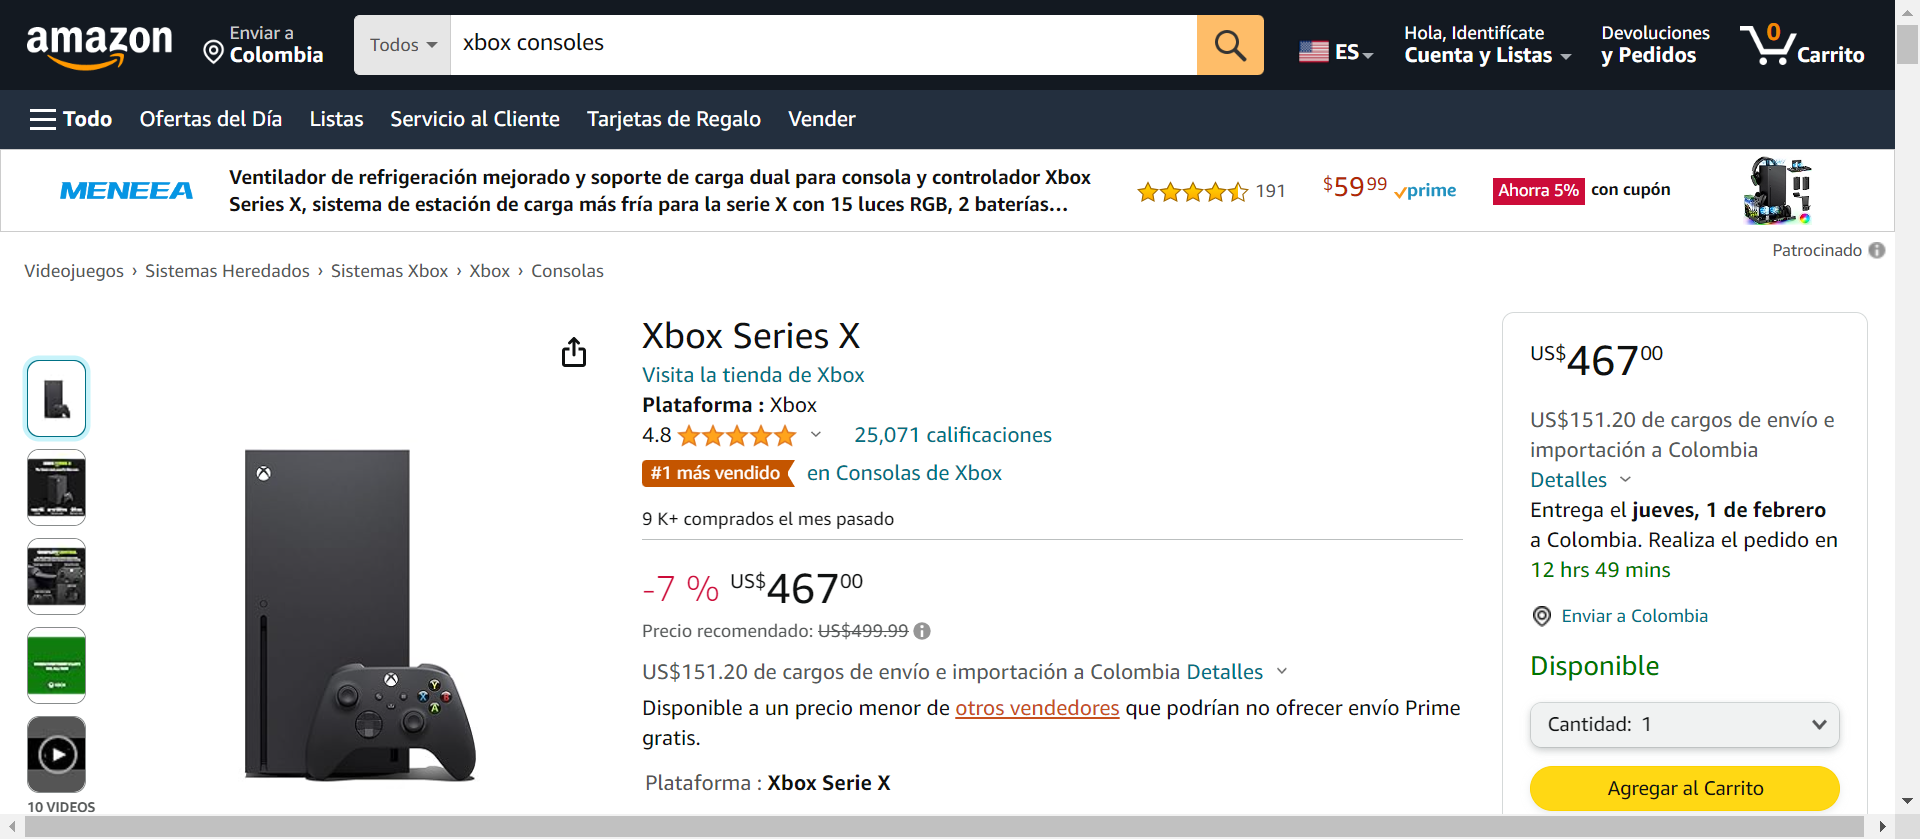 amazon
Enviar a
Colombia
Todos
xbox consoles
ES
Hola, Identifícate
Cuenta y Listas
Devoluciones
y Pedidos
0
Carrito
Todo
Ofertas del Día
Listas
Servicio al Cliente
Tarjetas de Regalo
Vender
MENEEA
Ventilador de refrigeración mejorado y soporte de carga dual para consola y controlador Xbox
Series X, sistema de estación de carga más fría para la serie X con 15 luces RGB, 2 baterías...
191
$59 99
prime
Ahorra 5% con cupón
Patrocinado
Videojuegos › Sistemas Heredados › Sistemas Xbox › Xbox › Consolas
Xbox Series X
Visita la tienda de Xbox
Plataforma : Xbox
4.8
25,071 calificaciones
#1 más vendido
en Consolas de Xbox
9 K+ comprados el mes pasado
-7 % US$467 00
Precio recomendado: US$499.99
US$151.20 de cargos de envío e importación a Colombia Detalles
Disponible a un precio menor de otros vendedores que podrían no ofrecer envío Prime
gratis.
Plataforma : Xbox Serie X
10 VIDEOS
US$467 00
US$151.20 de cargos de envío e
importación a Colombia
Detalles
Entrega el jueves, 1 de febrero
a Colombia. Realiza el pedido en
12 hrs 49 mins
Enviar a Colombia
Disponible
Cantidad: 1
Agregar al Carrito